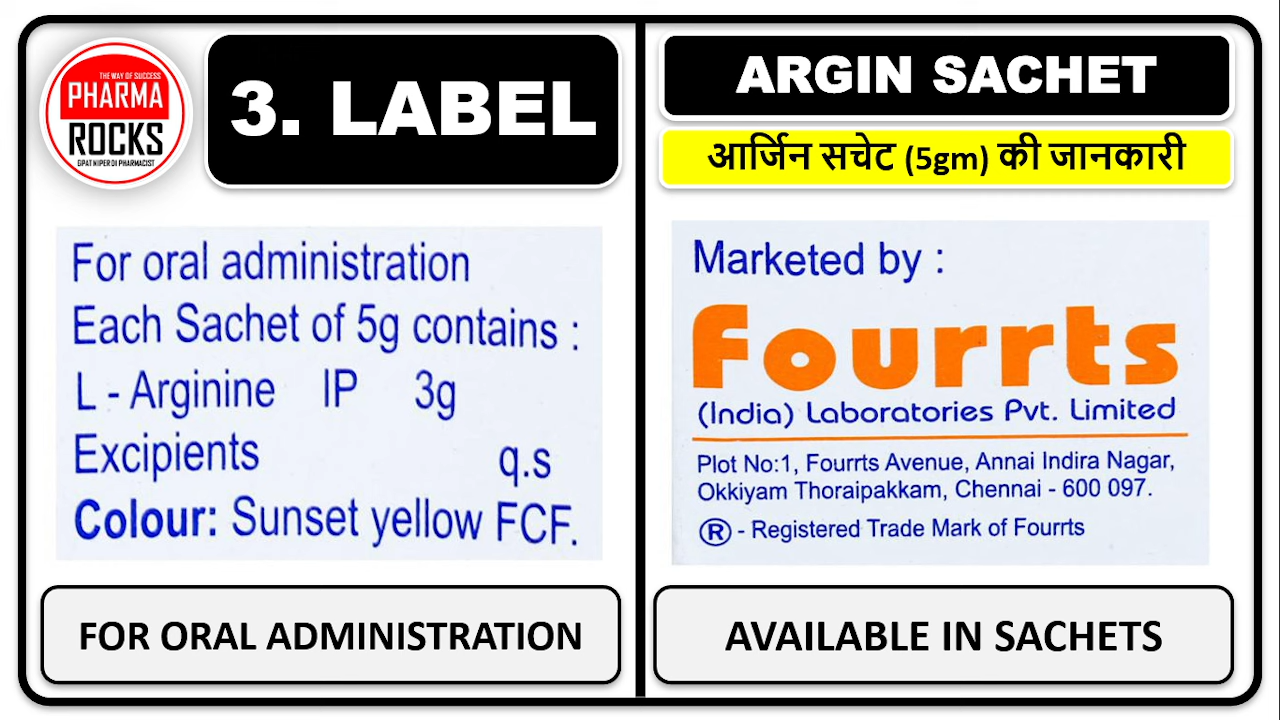 THE WAY OF SUCCESS
PHARMA
ROCKS
GPAT NIPER DI PHARMACIST
3. LABEL
For oral administration
Each Sachet of 5g contains :
L - Arginine IP 3g
Excipients q.s
Colour: Sunset yellow FCF.
FOR ORAL ADMINISTRATION
ARGIN SACHET
आर्जिन सचेट (5gm) की जानकारी
Marketed by :
Fourrts
(India) Laboratories Pvt. Limited
Plot No:1, Fourrts Avenue, Annai Indira Nagar,
Okkiyam Thoraipakkam, Chennai - 600 097.
® - Registered Trade Mark of Fourrts
AVAILABLE IN SACHETS